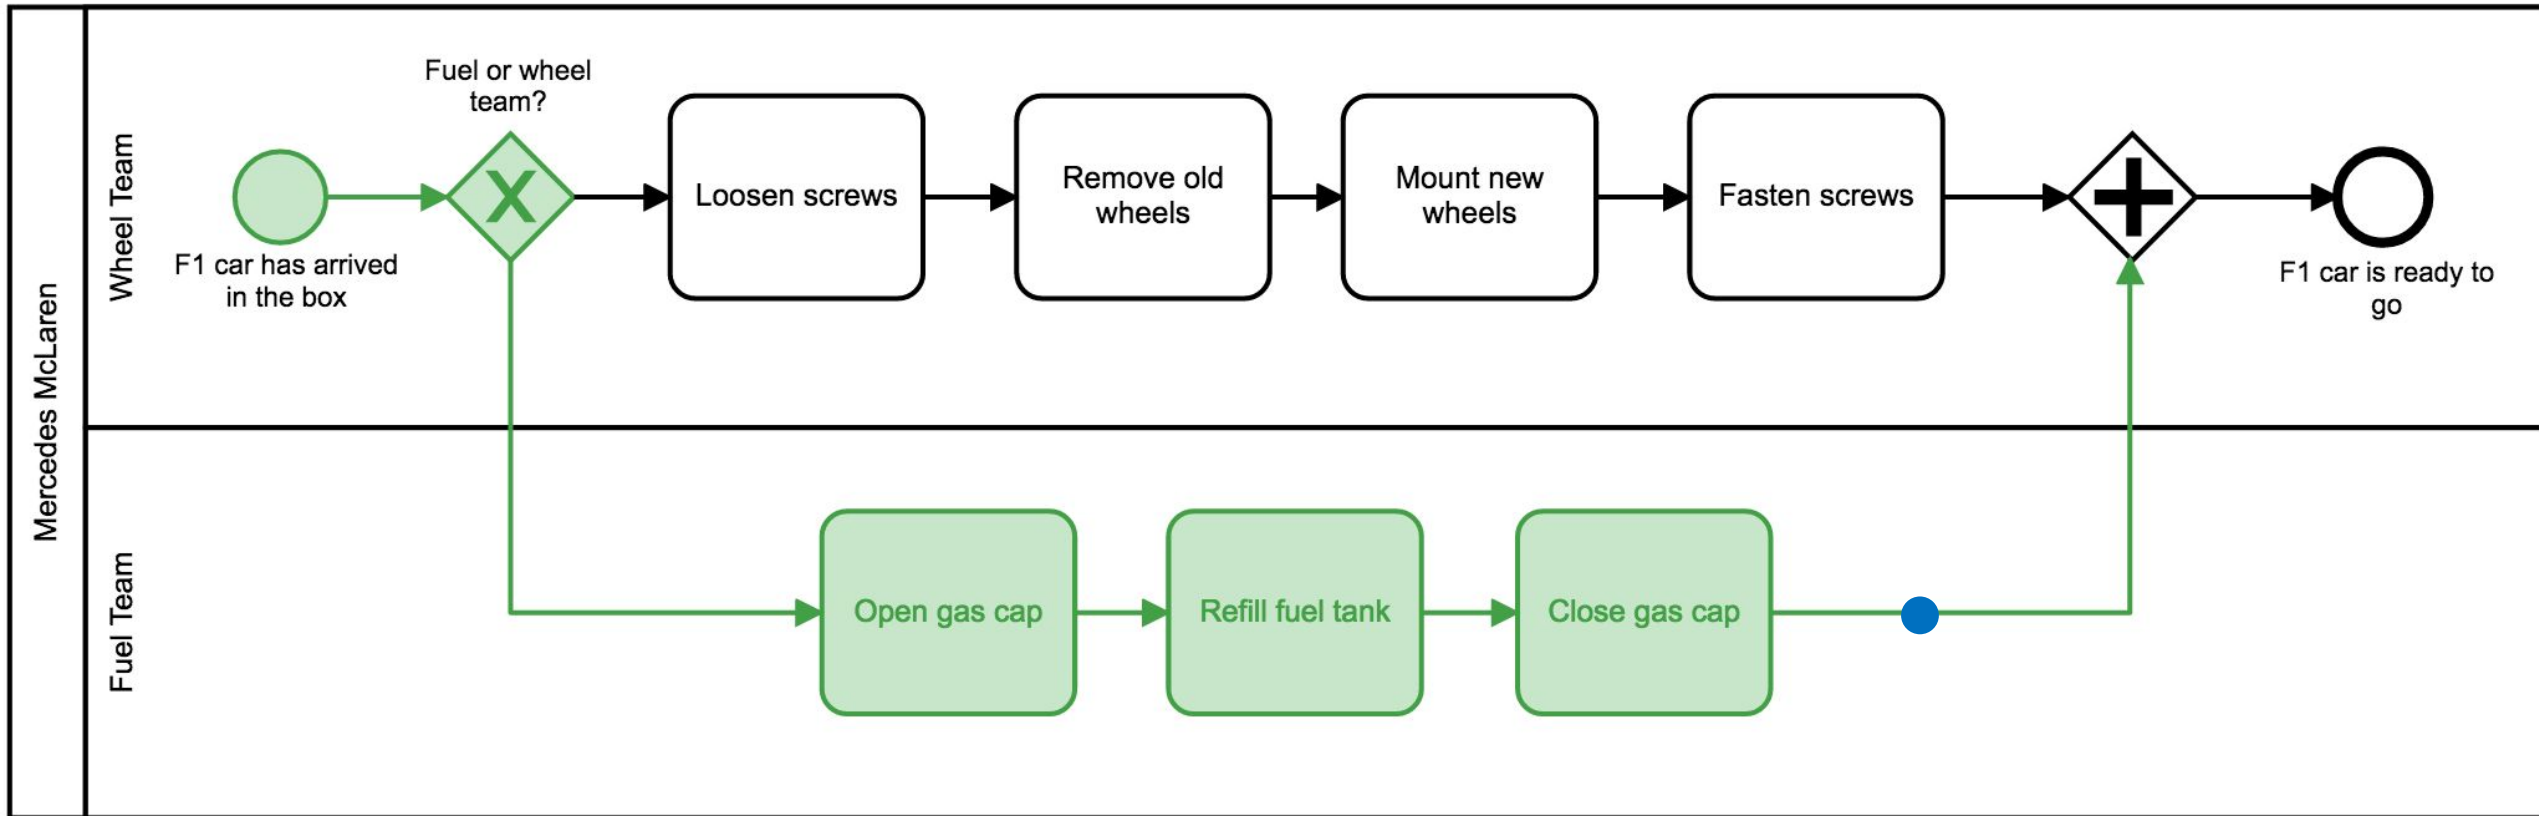 Mercedes McLaren
Wheel Team
Fuel or wheel
team?
X
F1 car has arrived
in the box
Loosen screws
Remove old
wheels
Mount new
wheels
Fasten screws
F1 car is ready to
go
Fuel Team
Open gas cap
Refill fuel tank
Close gas cap